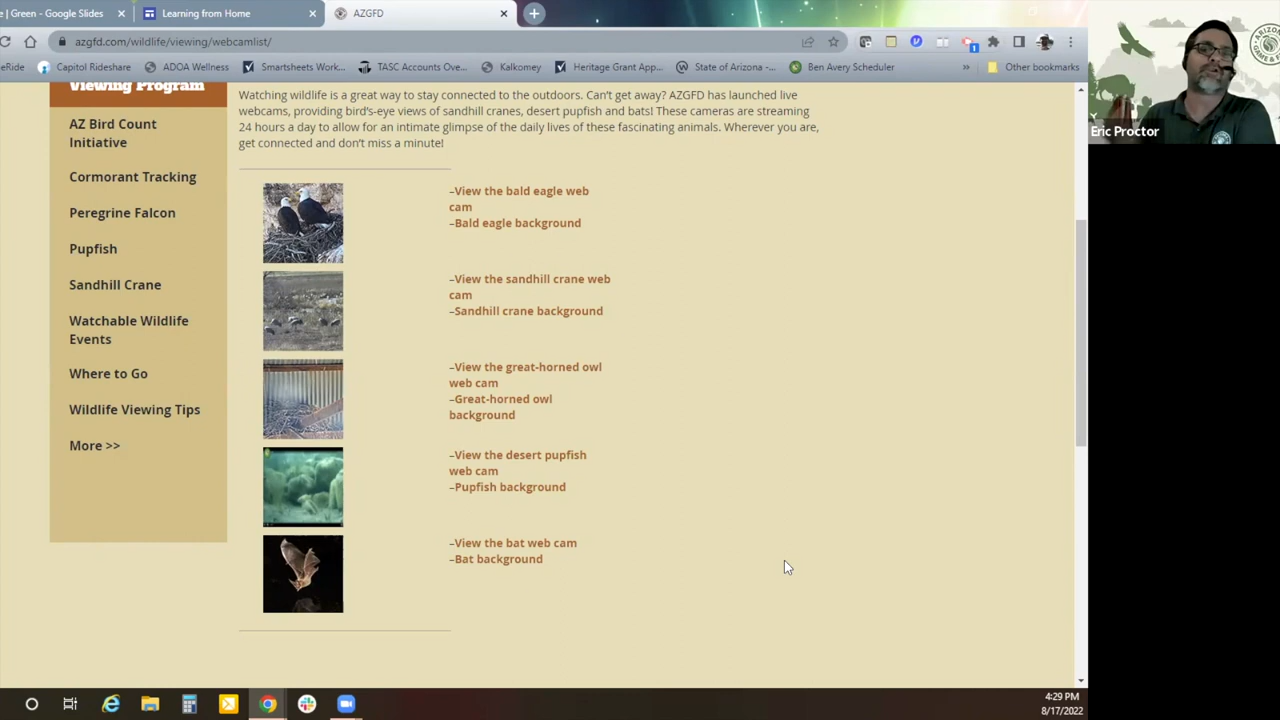 e | Green - Google Slides
Learning from Home
AZGFD
azgfd.com/wildlife/viewing/webcamlist/
eRide
Capitol Rideshare
ADOA Wellness
Smartsheets Work...
TASC Accounts Ove...
Kalkomey
Heritage Grant App...
State of Arizona -...
Ben Avery Scheduler
»
Other bookmarks
Viewing Program
AZ Bird Count
Initiative
Cormorant Tracking
Peregrine Falcon
Pupfish
Sandhill Crane
Watchable Wildlife
Events
Where to Go
Wildlife Viewing Tips
More >>
Watching wildlife is a great way to stay connected to the outdoors. Can't get away? AZGFD has launched live
webcams, providing bird's-eye views of sandhill cranes, desert pupfish and bats! These cameras are streaming
24 hours a day to allow for an intimate glimpse of the daily lives of these fascinating animals. Wherever you are,
get connected and don't miss a minute!
–View the bald eagle web
cam
–Bald eagle background
–View the sandhill crane web
cam
–Sandhill crane background
–View the great-horned owl
web cam
–Great-horned owl
background
–View the desert pupfish
web cam
–Pupfish background
–View the bat web cam
–Bat background
Eric Proctor
4:29 PM
8/17/2022